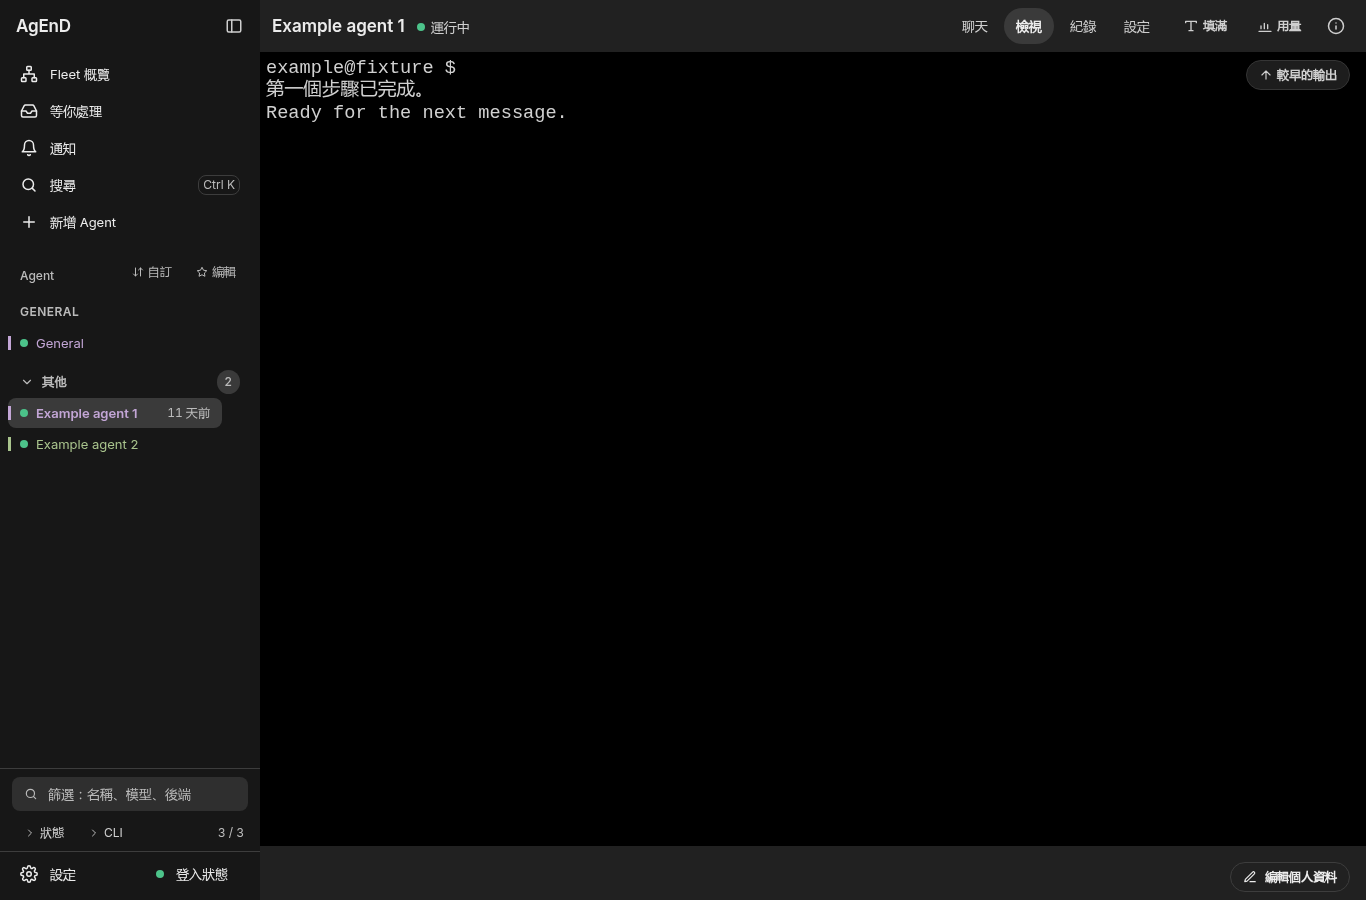 AgEnD
Fleet 概覽
等你處理
通知
搜尋 Ctrl K
新增 Agent
Agent 自訂 編輯
GENERAL
General
其他 2
Example agent 1 11 天前
Example agent 2
篩選：名稱、模型、後端
狀態 CLI 3 / 3
設定 登入狀態
Example agent 1 運行中 聊天 檢視 紀錄 設定 填滿 用量
較早的輸出
example@fixture $
第一個步驟已完成。
Ready for the next message.
編輯個人資料